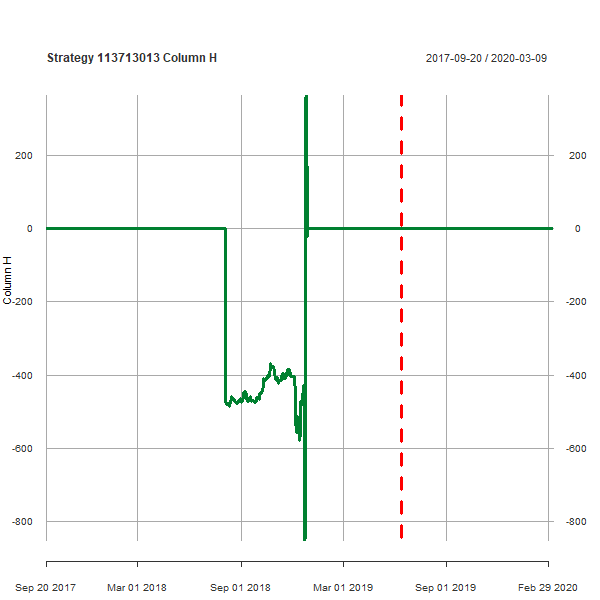 Strategy 113713013 Column H
2017-09-20 / 2020-03-09
Column H
200
0
-200
-400
-600
-800
200
0
-200
-400
-600
-800
Sep 20 2017
Mar 01 2018
Sep 01 2018
Mar 01 2019
Sep 01 2019
Feb 29 2020